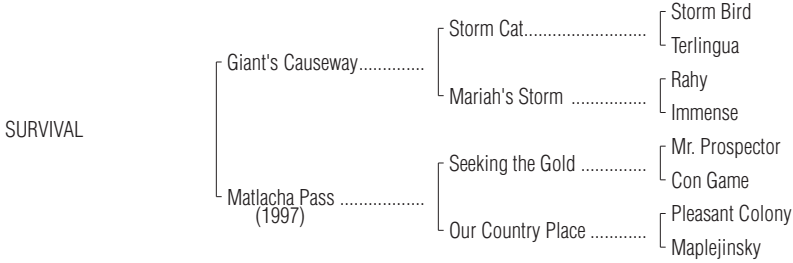 Storm Bird
Storm Cat..........................
Terlingua
Giant's Causeway..............
Rahy
Mariah's Storm ................
Immense
SURVIVAL
Mr. Prospector
Seeking the Gold ..............
Con Game
Matlacha Pass ..................
(1997)
Pleasant Colony
Our Country Place ............
Maplejinsky